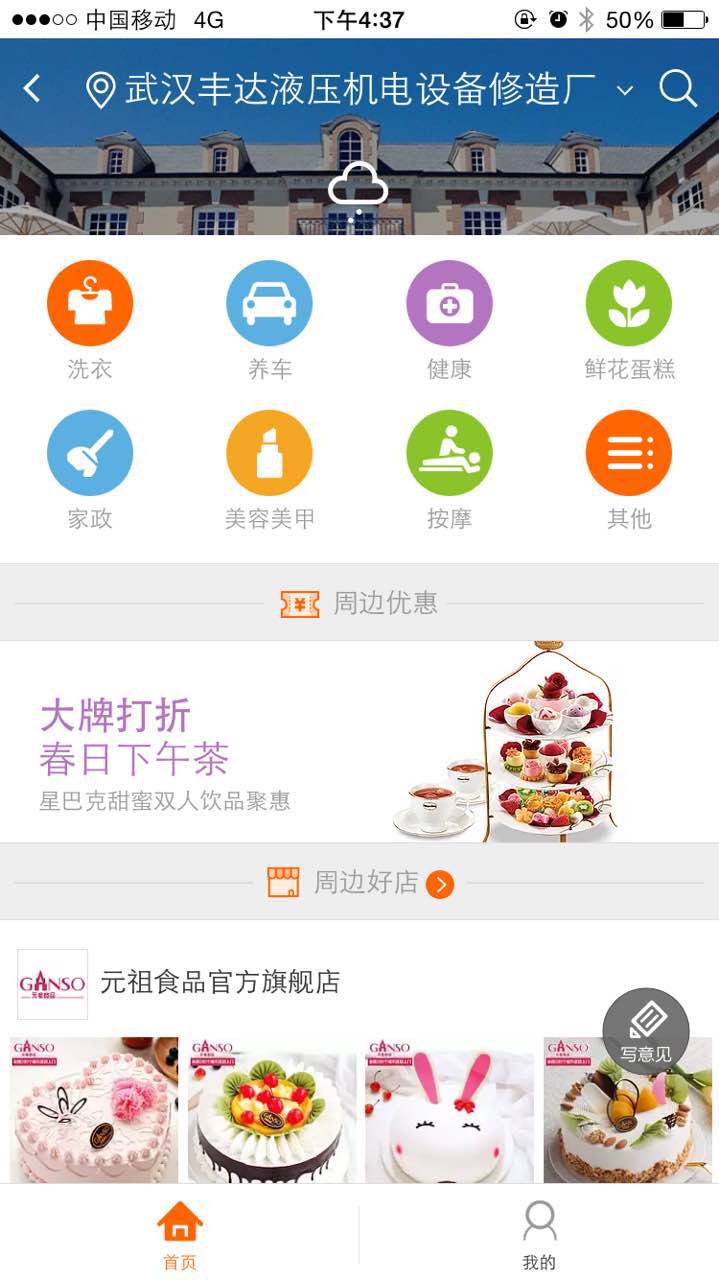 中国移动 4G 下午4:37 50%
武汉丰达液压机电设备修造厂
洗衣 养车 健康 鲜花蛋糕
家政 美容美甲 按摩 其他
周边优惠
大牌打折
春日下午茶
星巴克甜蜜双人饮品聚惠
周边好店
GANSO
元祖食品
元祖食品官方旗舰店
写意见
GANSO GANSO GANSO GANSO
首页 我的